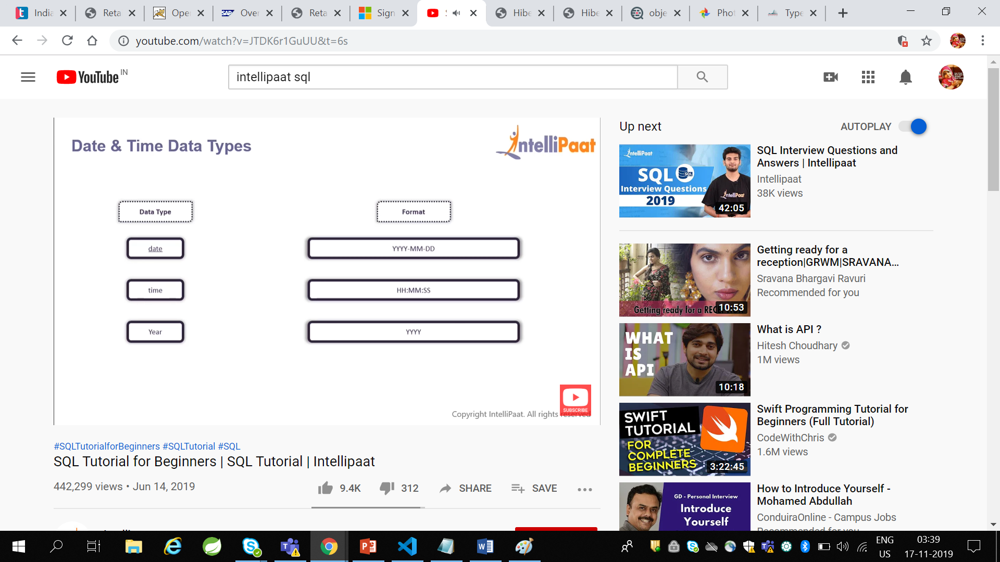 India
Reta
Oper
Over
Reta
Sign
Hibe
Hibe
obje
Phot
Type
youtube.com/watch?v=JTDK6r1GuUU&t=6s
YouTube IN
intellipaat sql
Date & Time Data Types
IntelliPaat
Data Type
Format
date
YYYY-MM-DD
time
HH:MM:SS
Year
YYYY
SUBSCRIBE
Copyright IntelliPaat. All rights reserved
#SQLTutorialforBeginners #SQLTutorial #SQL
SQL Tutorial for Beginners | SQL Tutorial | Intellipaat
442,299 views • Jun 14, 2019
9.4K
312
SHARE
SAVE
Up next
AUTOPLAY
IntelliPaat
SQL
SQL
Interview Questions
2019
IntelliPaat
42:05
SQL Interview Questions and
Answers | Intellipaat
Intellipaat
38K views
Getting ready for a
10:53
Getting ready for a
reception|GRWM|SRAVANA...
Sravana Bhargavi Ravuri
Recommended for you
WHAT
IS
API
10:18
What is API ?
Hitesh Choudhary
1M views
SWIFT
TUTORIAL
FOR
COMPLETE
BEGINNERS
3:22:45
Swift Programming Tutorial for
Beginners (Full Tutorial)
CodeWithChris
1.6M views
GD - Personal Interview
Introduce
Yourself
How to Introduce Yourself -
Mohamed Abdullah
ConduiraOnline - Campus Jobs
Recommended for you
ENG
US
03:39
17-11-2019